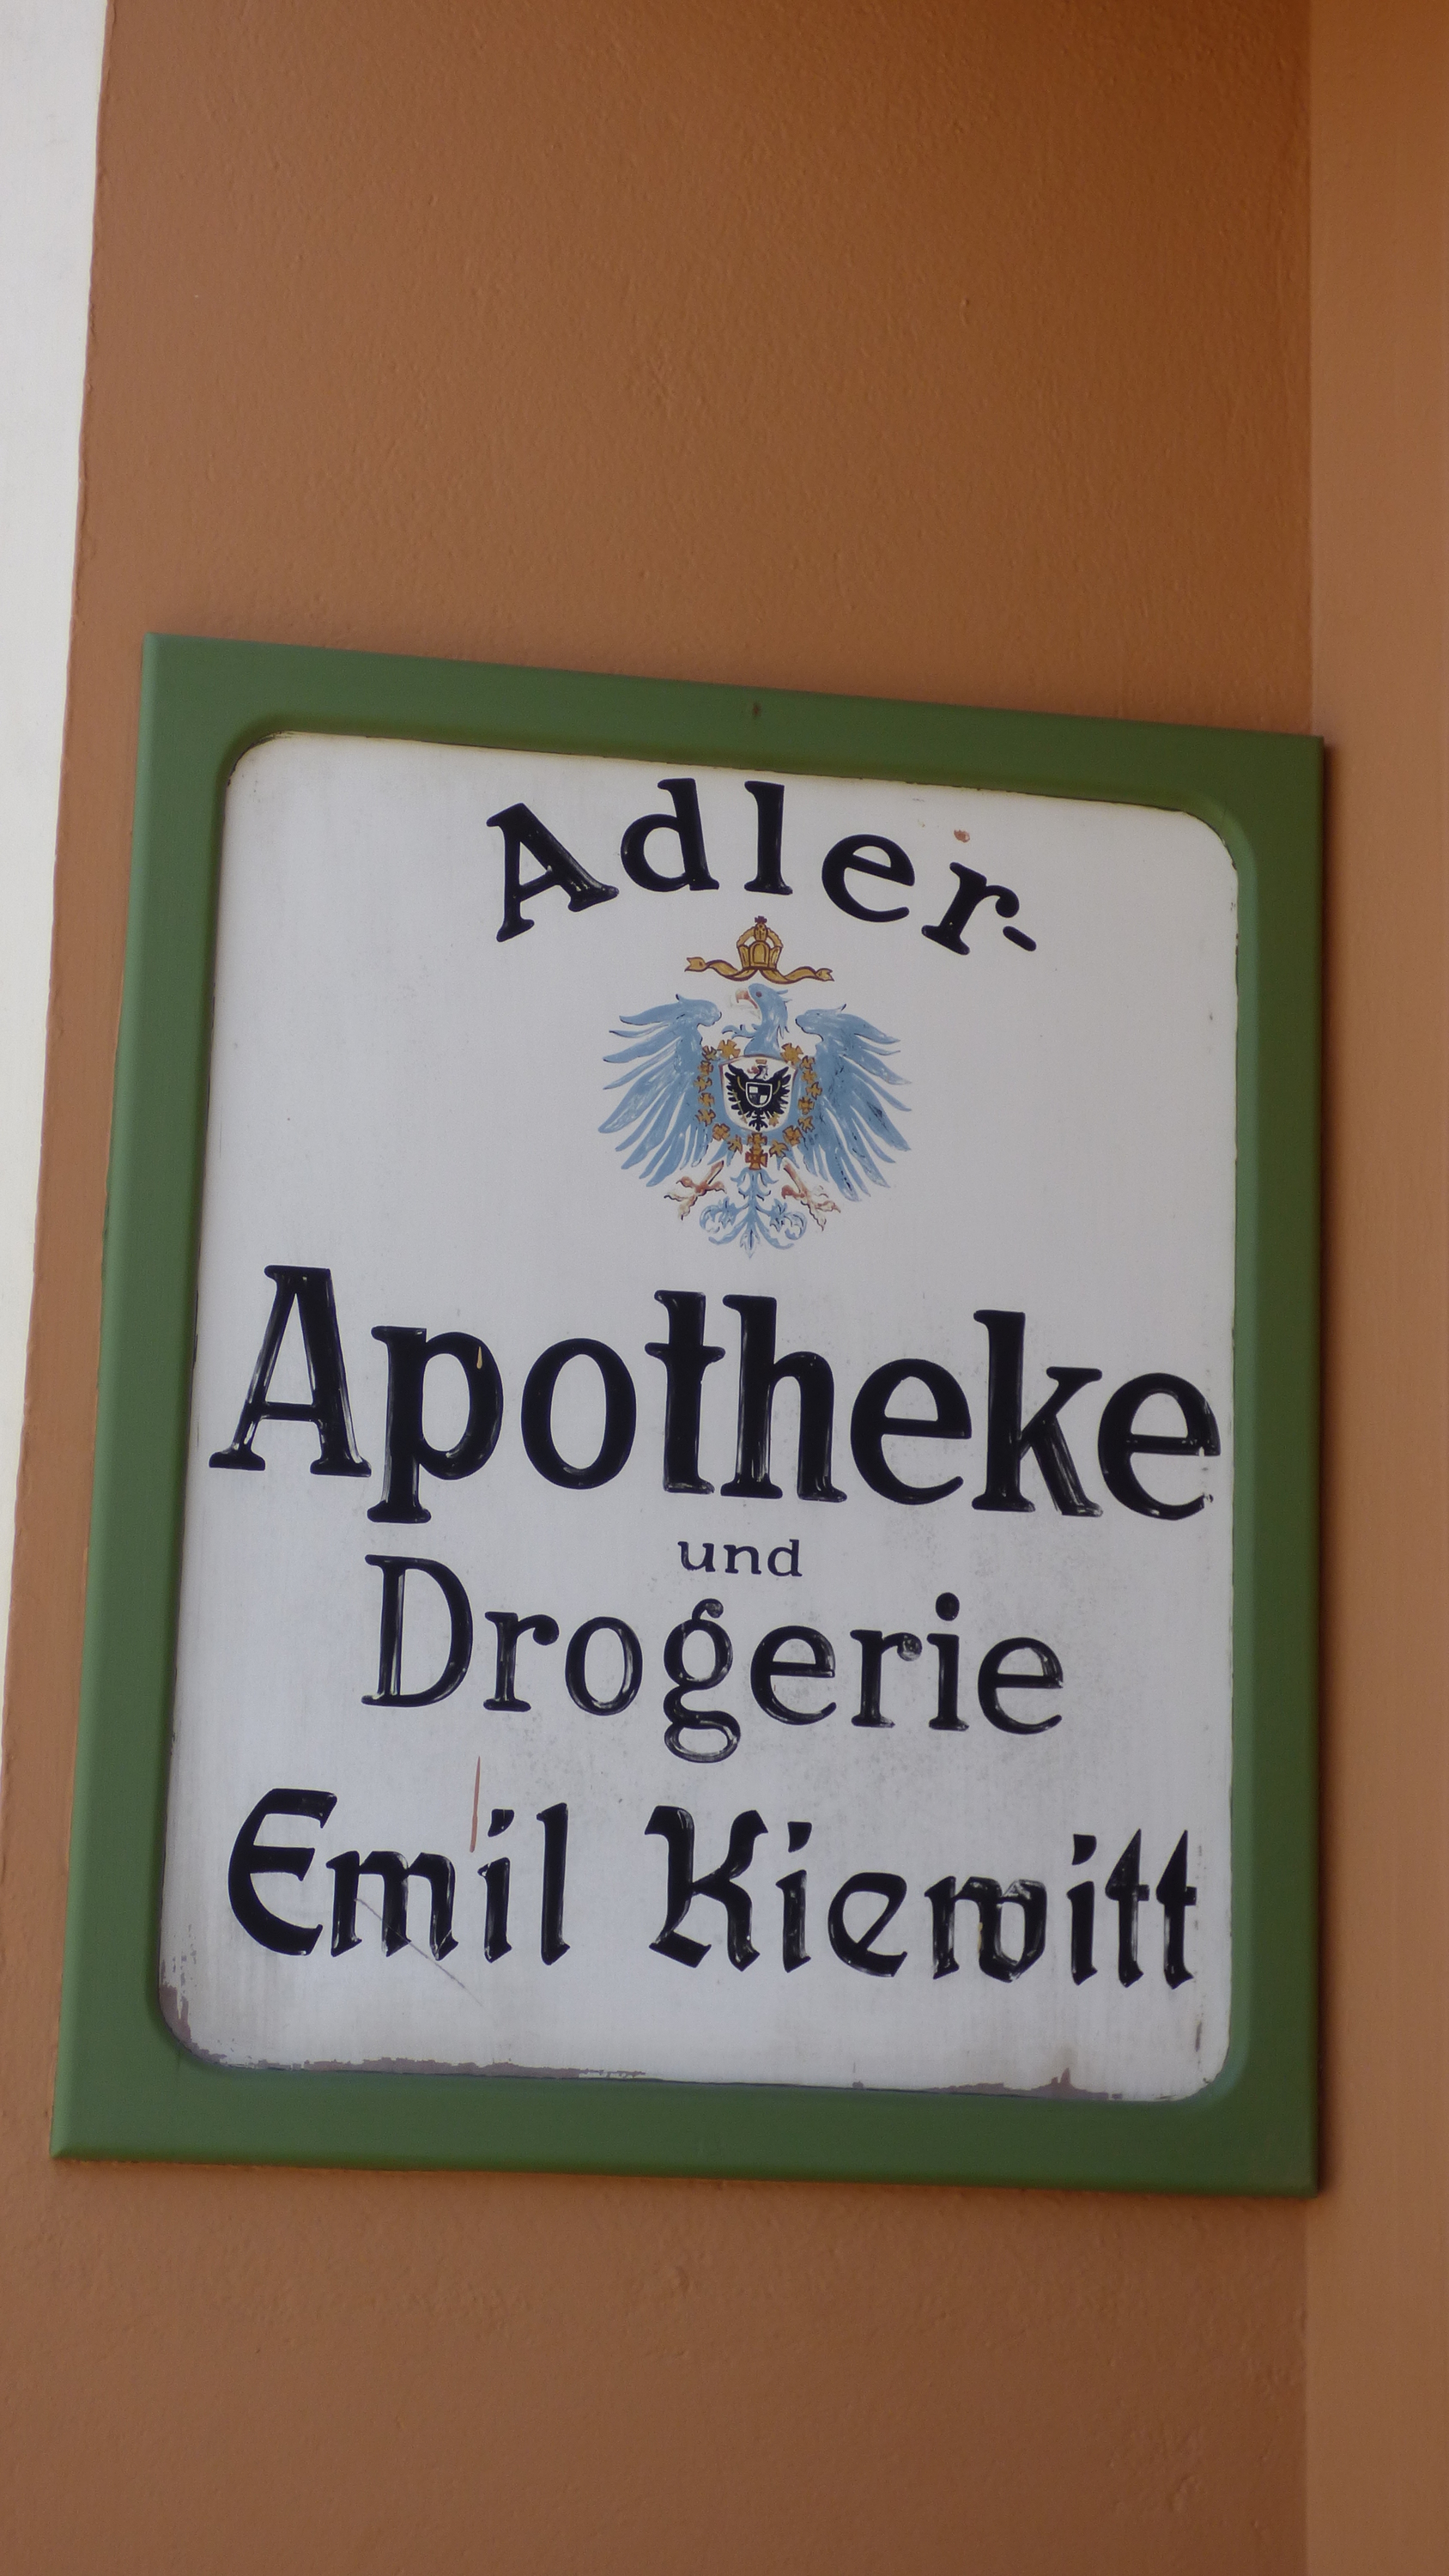 Adler-
Apotheke
und
Drogerie
Emil Kiewitt